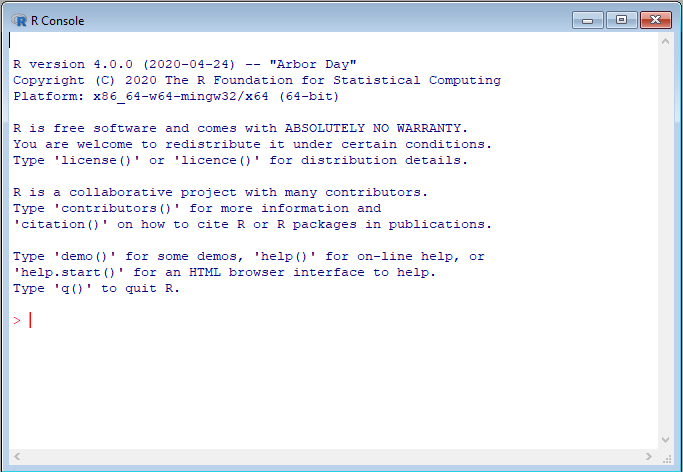 R Console
R version 4.0.0 (2020-04-24) -- "Arbor Day"
Copyright (C) 2020 The R Foundation for Statistical Computing
Platform: x86_64-w64-mingw32/x64 (64-bit)
R is free software and comes with ABSOLUTELY NO WARRANTY.
You are welcome to redistribute it under certain conditions.
Type 'license()' or 'licence()' for distribution details.
R is a collaborative project with many contributors.
Type 'contributors()' for more information and
'citation()' on how to cite R or R packages in publications.
Type 'demo()' for some demos, 'help()' for on-line help, or
'help.start()' for an HTML browser interface to help.
Type 'q()' to quit R.
>